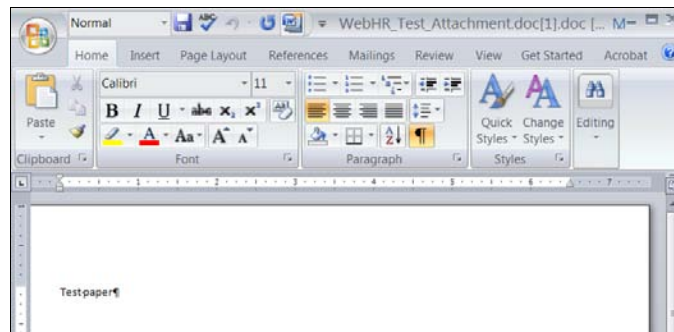 Normal WebHR_Test_Attachment.doc[1].doc [... M
Home Insert Page Layout References Mailings Review View Get Started Acrobat
Calibri 11
B I U abe X₂ X² Quick Change Editing
Paste Styles Styles
A Aa A A
Clipboard Font Paragraph Styles
1 2 3 4 5 6 7
Test·paper¶